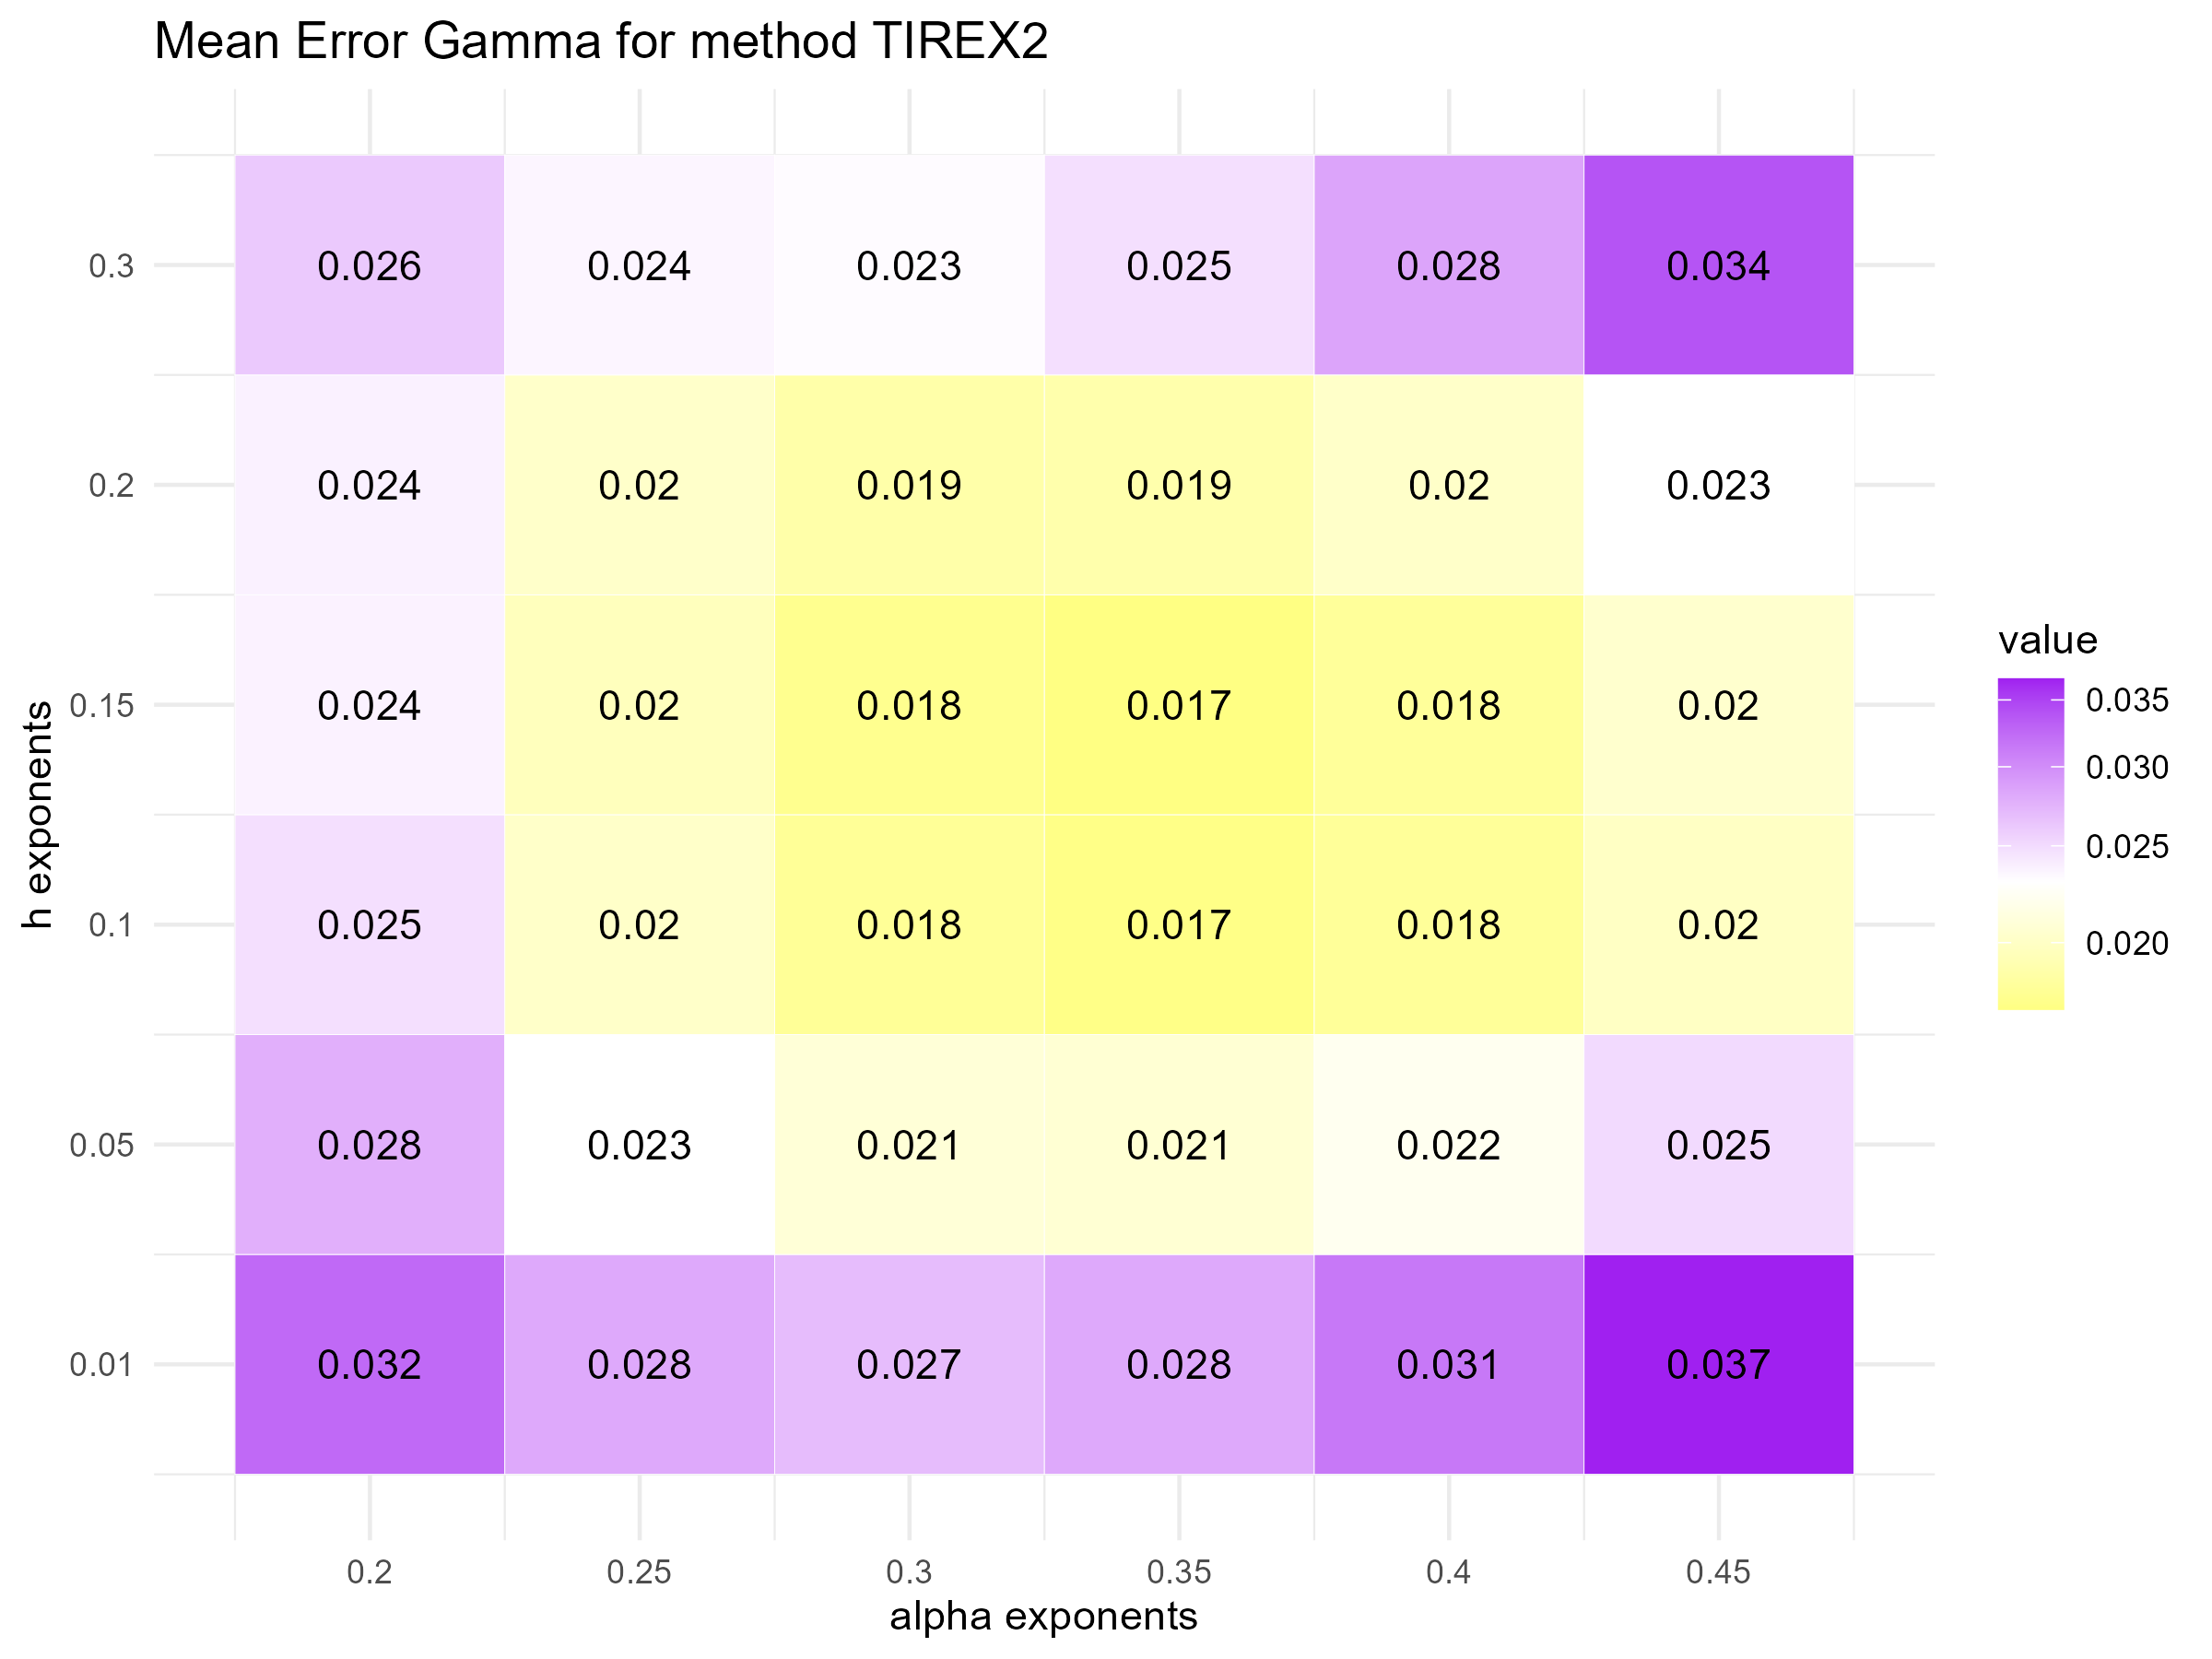 Mean Error Gamma for method TIREX2
0.3 0.026 0.024 0.023 0.025 0.028 0.034
0.2 0.024 0.02 0.019 0.019 0.02 0.023
0.15 0.024 0.02 0.018 0.017 0.018 0.02
0.1 0.025 0.02 0.018 0.017 0.018 0.02
0.05 0.028 0.023 0.021 0.021 0.022 0.025
0.01 0.032 0.028 0.027 0.028 0.031 0.037
0.2 0.25 0.3 0.35 0.4 0.45
alpha exponents
h exponents
value
0.035
0.030
0.025
0.020